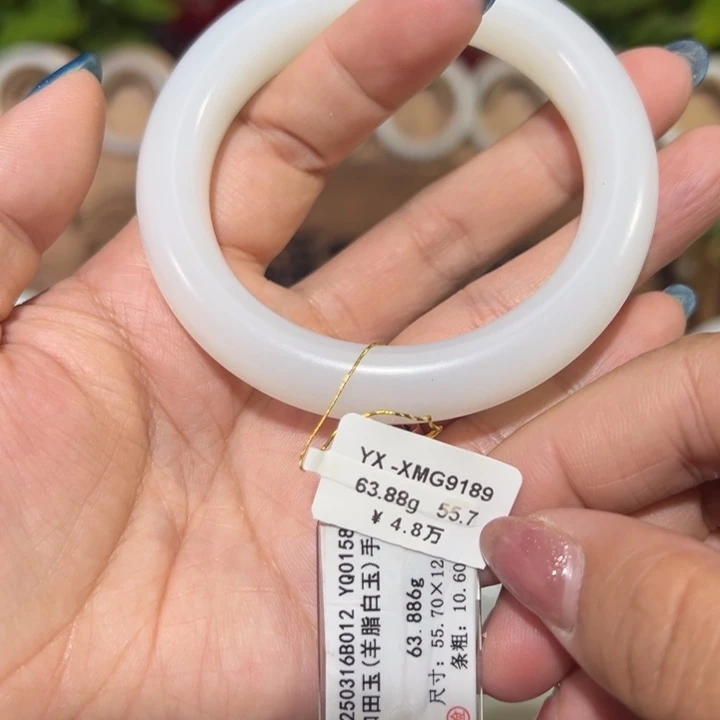 YX-XMG9189
63.88g 55.7
¥ 4.8万
250316B012 YQ0158
田玉(羊脂白玉)手
63.886g
尺寸: 55.70×12
条粗: 10.60